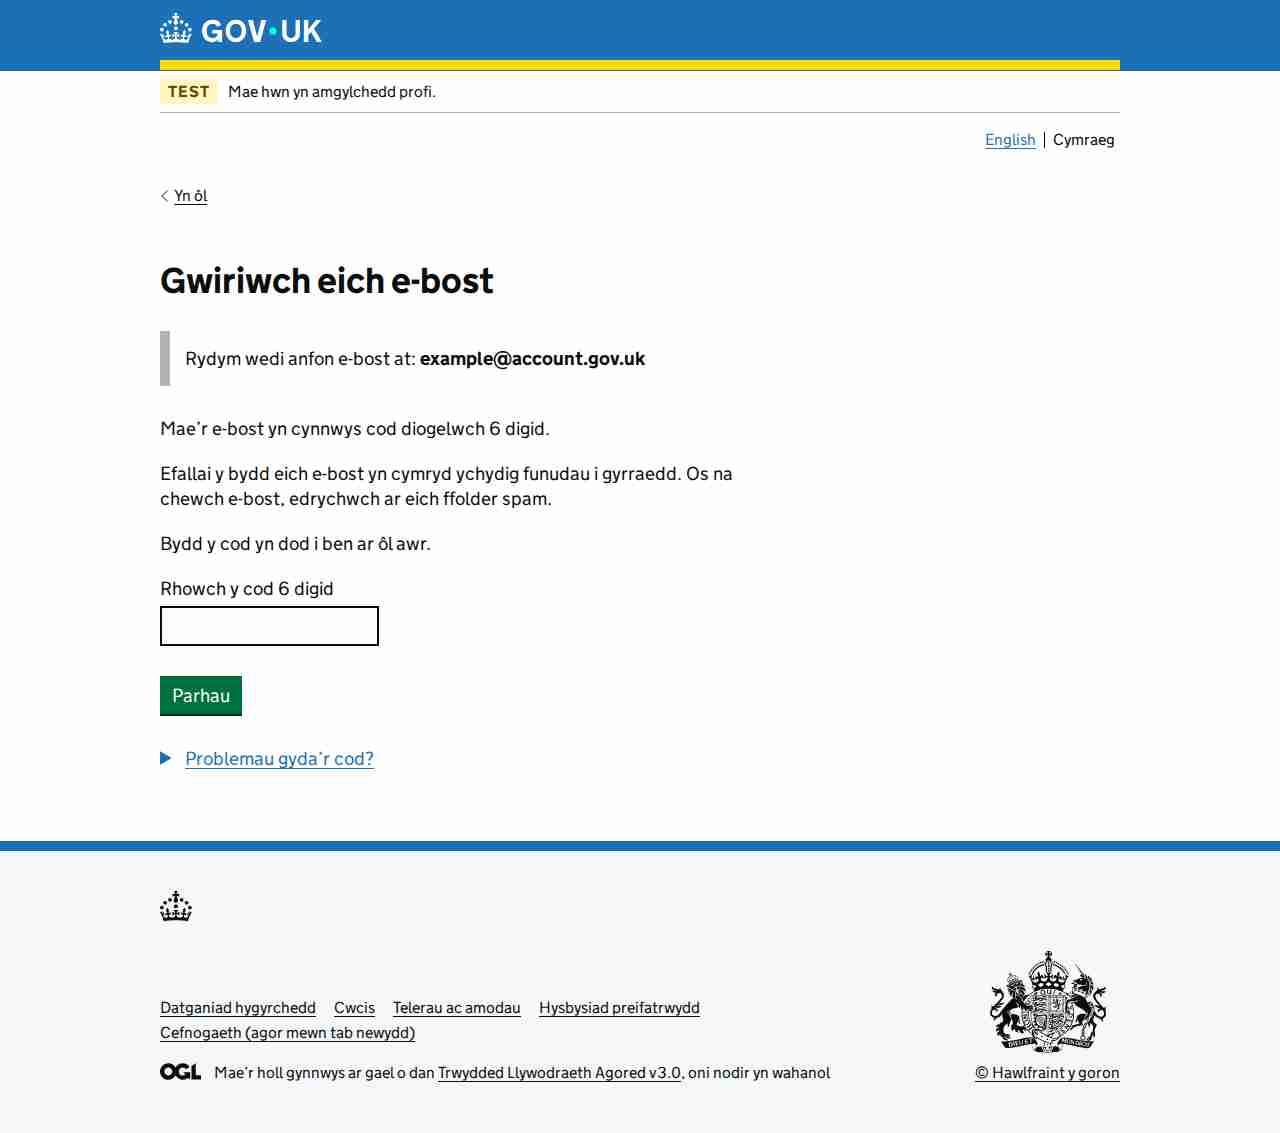 GOV·UK
TEST Mae hwn yn amgylchedd profi.
English Cymraeg
Yn ôl
Gwiriwch eich e-bost
Rydym wedi anfon e-bost at: example@account.gov.uk
Mae’r e-bost yn cynnwys cod diogelwch 6 digid.
Efallai y bydd eich e-bost yn cymryd ychydig funudau i gyrraedd. Os na
chewch e-bost, edrychwch ar eich ffolder spam.
Bydd y cod yn dod i ben ar ôl awr.
Rhowch y cod 6 digid
Parhau
Problemau gyda’r cod?
Datganiad hygyrchedd Cwcis Telerau ac amodau Hysbysiad preifatrwydd
Cefnogaeth (agor mewn tab newydd)
OGL Mae’r holl gynnwys ar gael o dan Trwydded Llywodraeth Agored v3.0, oni nodir yn wahanol
© Hawlfraint y goron